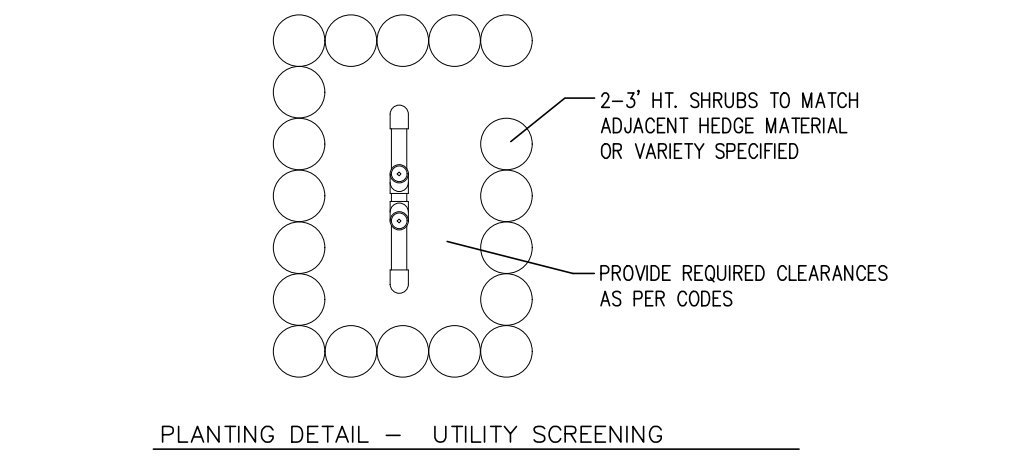 2-3' HT. SHRUBS TO MATCH
ADJACENT HEDGE MATERIAL
OR VARIETY SPECIFIED
PROVIDE REQUIRED CLEARANCES
AS PER CODES
PLANTING DETAIL - UTILITY SCREENING